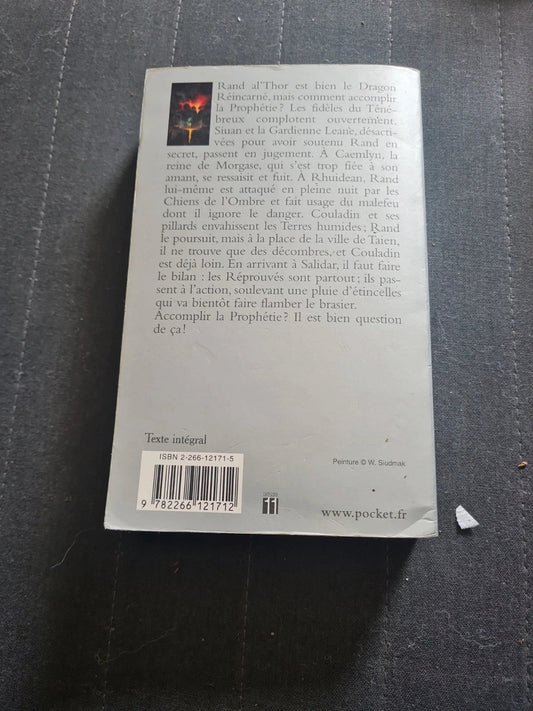 Rand al'Thor est bien le Dragon
Réincarné, mais comment accomplir
la Prophétie ? Les fidèles du Téné-
breux complotent ouvertement,
Siuan et la Gardienne Leane, désacti-
vées pour avoir soutenu Rand en
secret, passent en jugement. À Caemlyn, la
reine de Morgase, qui s'est trop fiée à son
amant, se ressaisit et fuit. À Rhuidean, Rand
lui-même est attaqué en pleine nuit par les
Chiens de l'Ombre et fait usage du malefeu
dont il ignore le danger. Couladin et ses
pillards envahissent les Terres humides ; Rand
le poursuit, mais à la place de la ville de Taien,
il ne trouve que des décombres, et Couladin
est déjà loin. En arrivant à Salidar, il faut faire
le bilan : les Réprouvés sont partout ; ils pas-
sent à l'action, soulevant une pluie d'étincelles
qui va bientôt faire flamber le brasier.
Accomplir la Prophétie ? Il est bien question
de ça !
Texte intégral
ISBN 2-266-12171-5
Peinture © W. Siudmak
9 782266 121712
11
www.pocket.fr